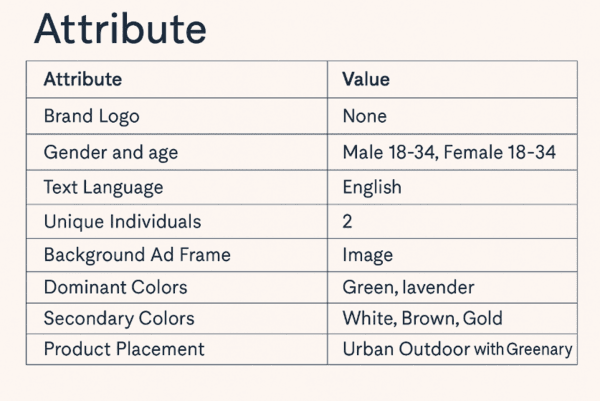 Attribute
Attribute Value
Brand Logo None
Gender and age Male 18-34, Female 18-34
Text Language English
Unique Individuals 2
Background Ad Frame Image
Dominant Colors Green, lavender
Secondary Colors White, Brown, Gold
Product Placement Urban Outdoor with Greenary